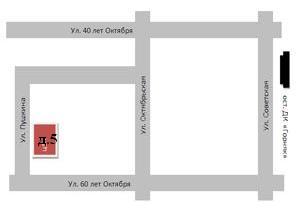 Ул. 40 лет Октября
Ул. Пушкина
Ул. Октябрьская
Ул. Советская
ост. ДК «Горняк»
д.5
Ул. 60 лет Октября